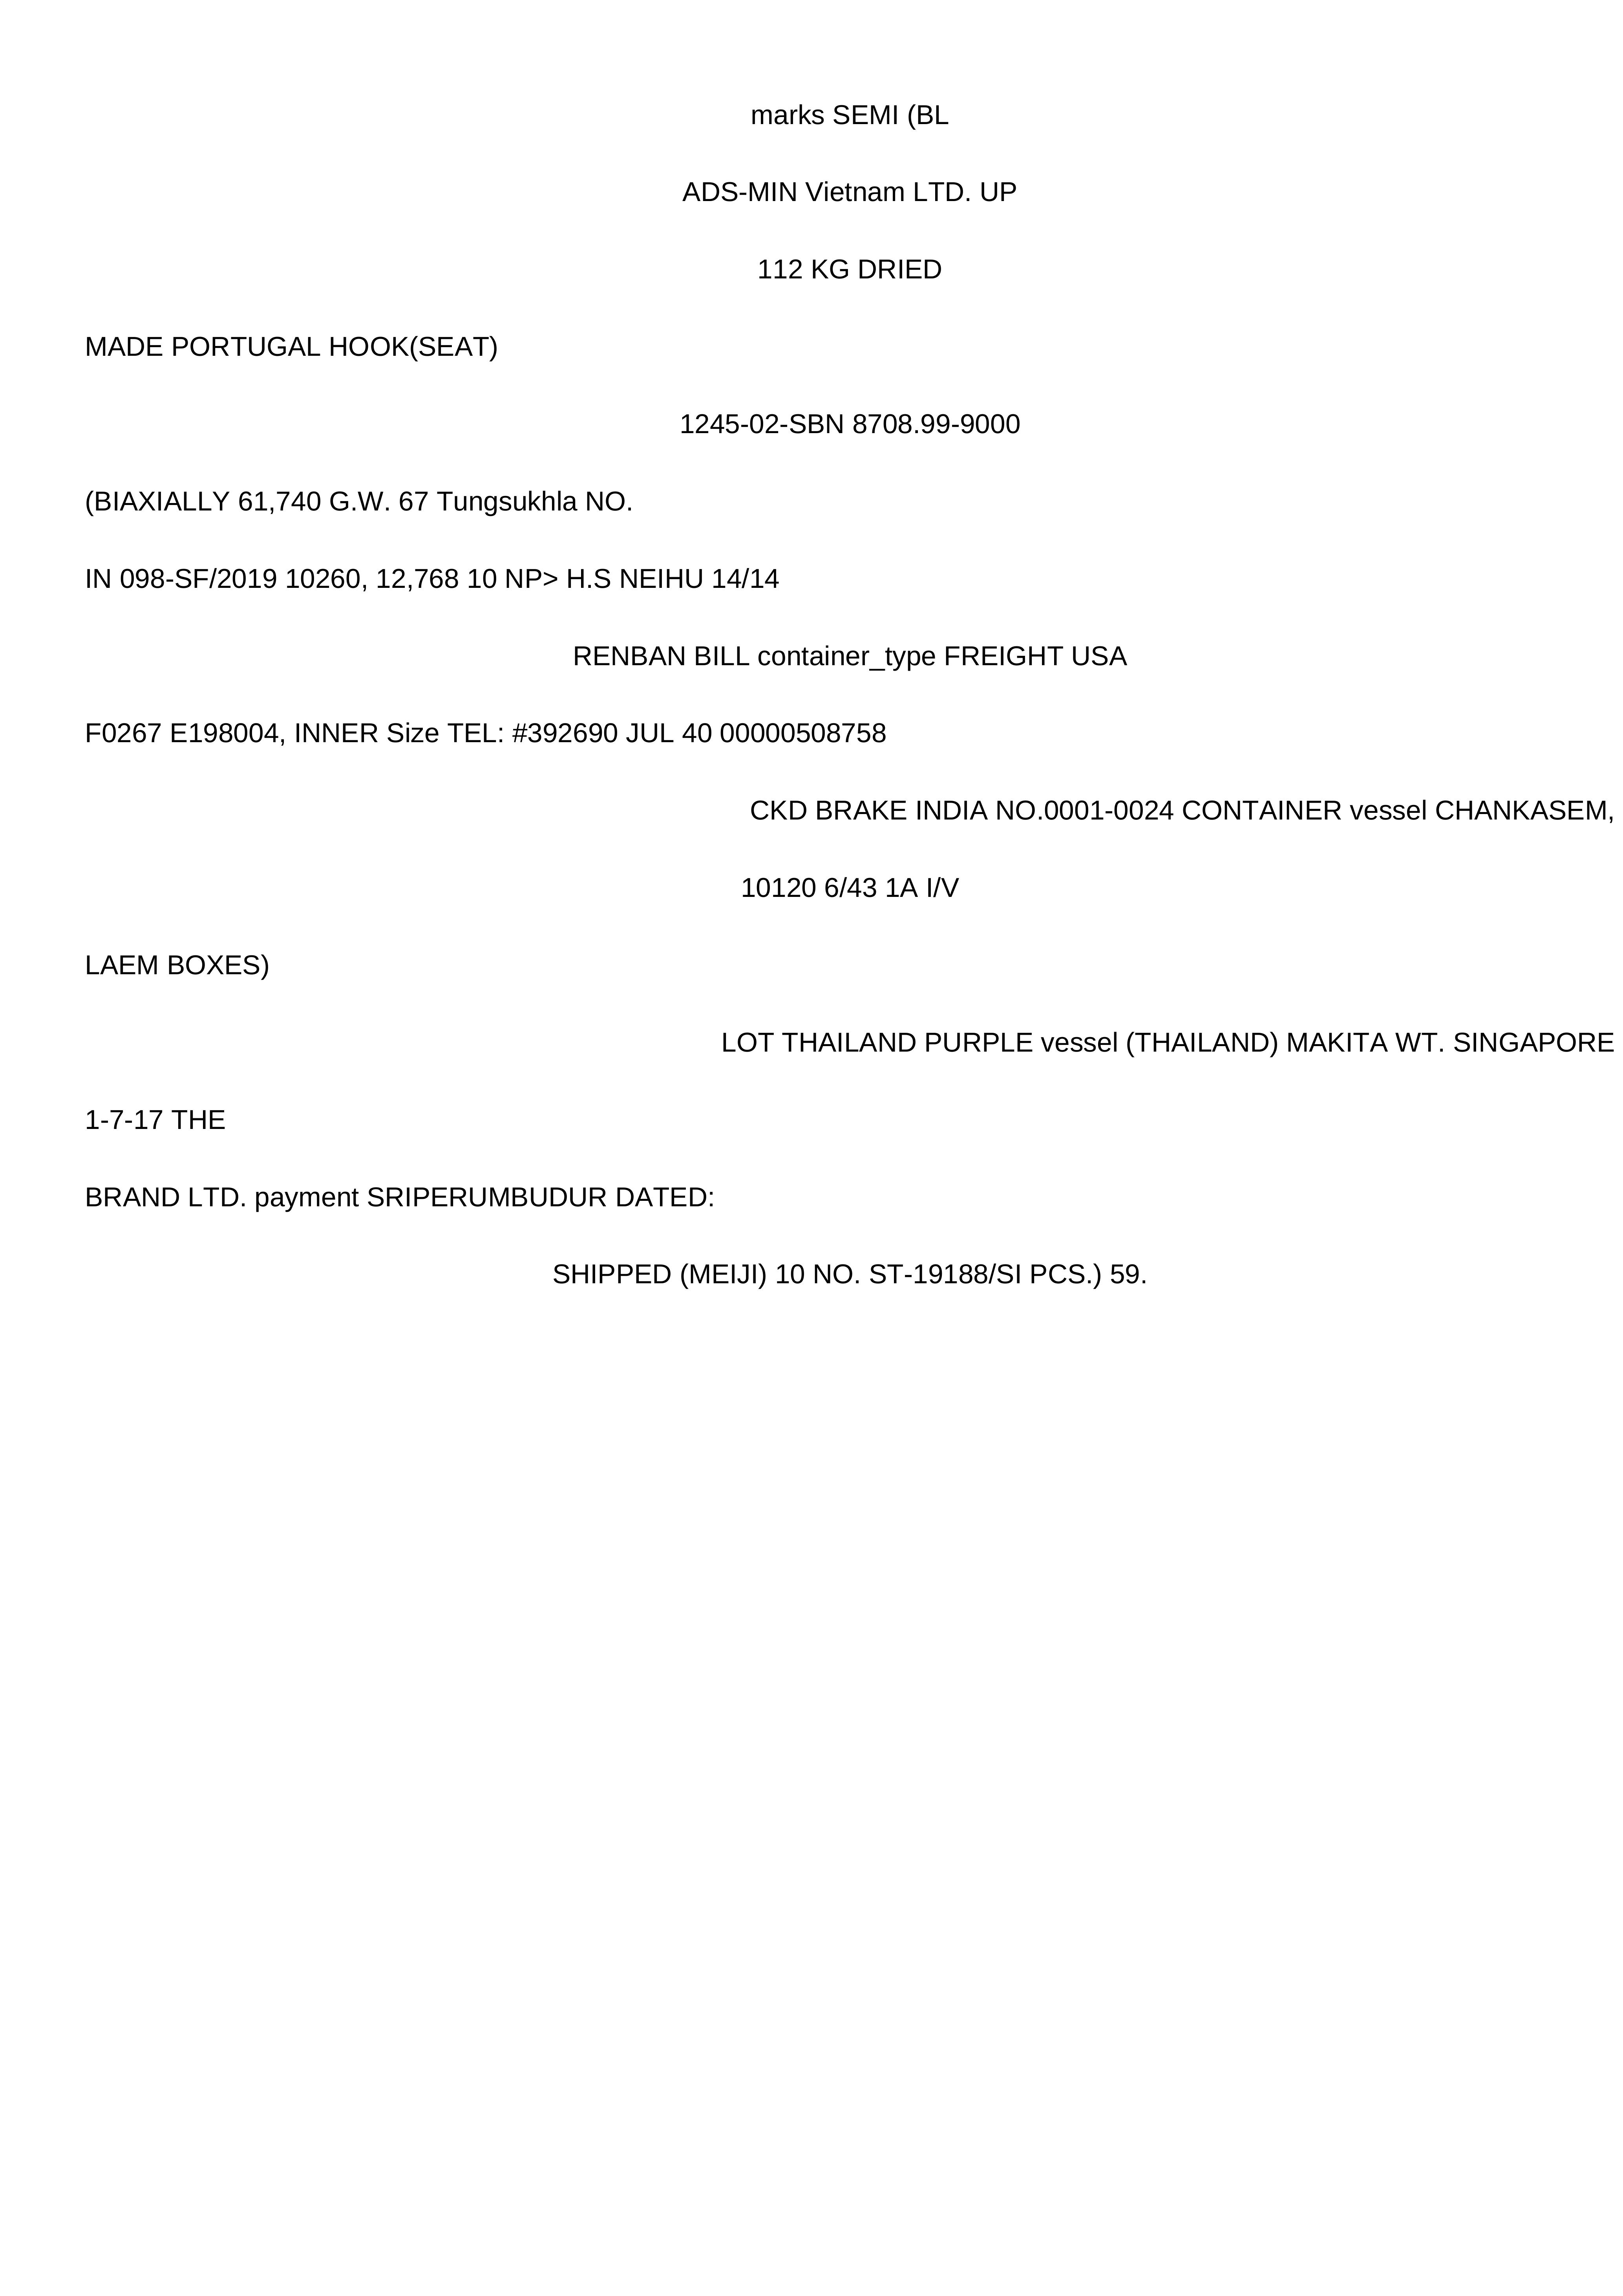 marks SEMI (BL
ADS-MIN Vietnam LTD. UP
112 KG DRIED
MADE PORTUGAL HOOK(SEAT)
1245-02-SBN 8708.99-9000
(BIAXIALLY 61,740 G.W. 67 Tungsukhla NO.
IN 098-SF/2019 10260, 12,768 10 NP> H.S NEIHU 14/14
RENBAN BILL container_type FREIGHT USA
F0267 E198004, INNER Size TEL: #392690 JUL 40 00000508758
CKD BRAKE INDIA NO.0001-0024 CONTAINER vessel CHANKASEM,
10120 6/43 1A I/V
LAEM BOXES)
LOT THAILAND PURPLE vessel (THAILAND) MAKITA WT. SINGAPORE
1-7-17 THE
BRAND LTD. payment SRIPERUMBUDUR DATED:
SHIPPED (MEIJI) 10 NO. ST-19188/SI PCS.) 59.